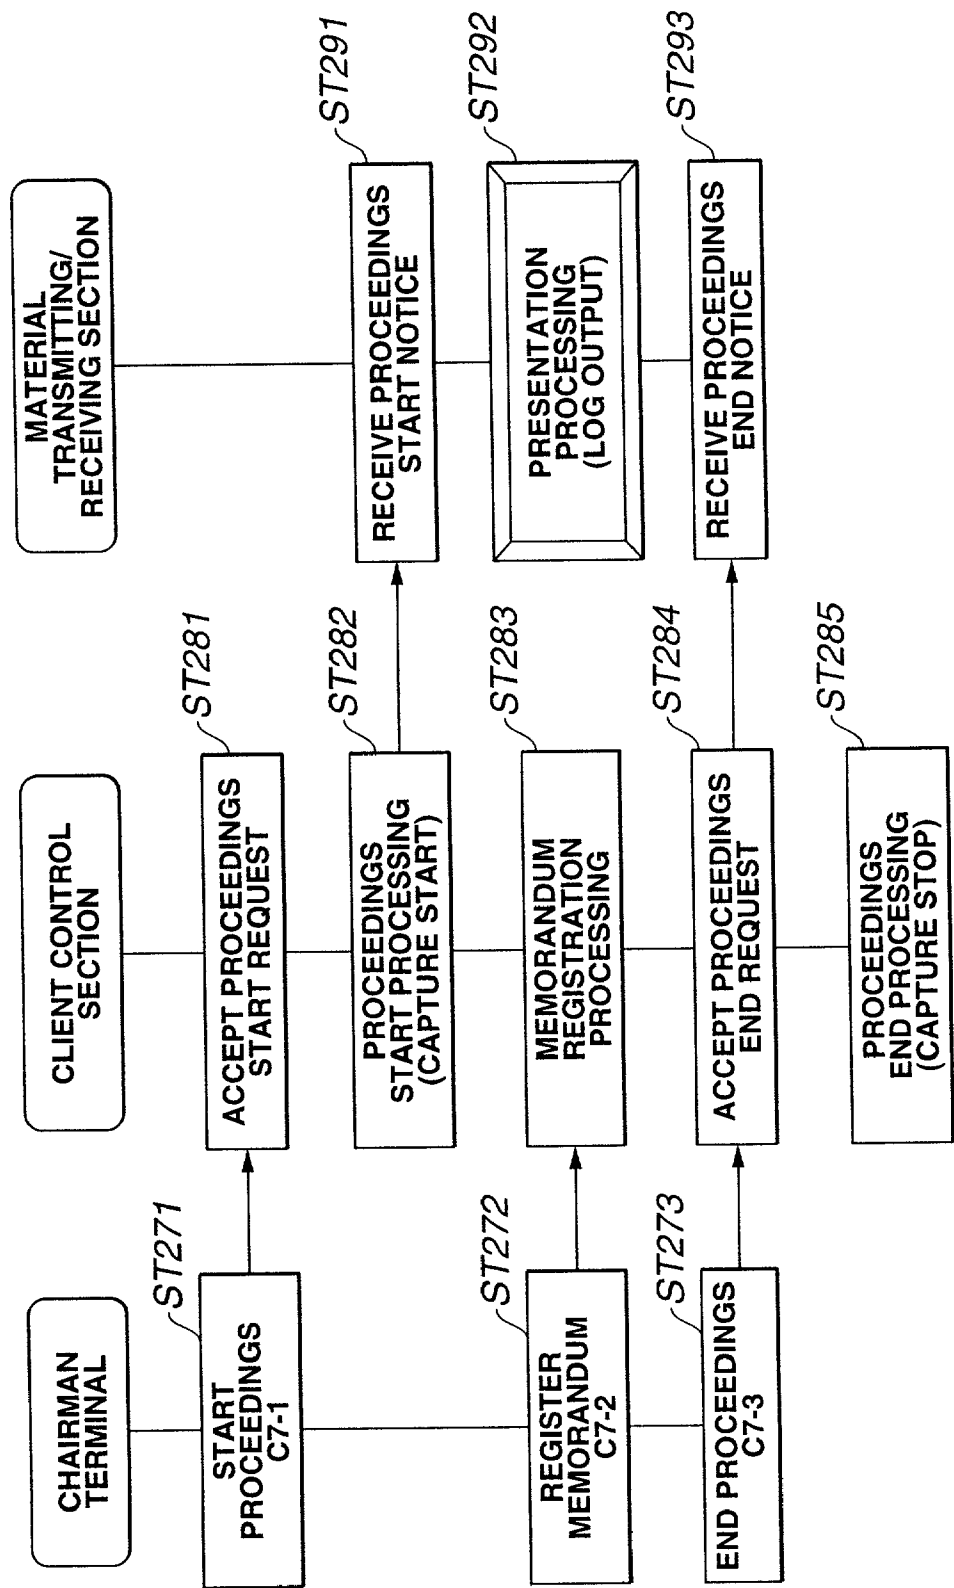 CHAIRMAN
TERMINAL
START
PROCEEDINGS
C7-1
ST271
REGISTER
MEMORANDUM
C7-2
ST272
END PROCEEDINGS
C7-3
ST273
CLIENT CONTROL
SECTION
ACCEPT PROCEEDINGS
START REQUEST
ST281
PROCEEDINGS
START PROCESSING
(CAPTURE START)
ST282
MEMORANDUM
REGISTRATION
PROCESSING
ST283
ACCEPT PROCEEDINGS
END REQUEST
ST284
PROCEEDINGS
END PROCESSING
(CAPTURE STOP)
ST285
MATERIAL
TRANSMITTING/
RECEIVING SECTION
RECEIVE PROCEEDINGS
START NOTICE
ST291
PRESENTATION
PROCESSING
(LOG OUTPUT)
ST292
RECEIVE PROCEEDINGS
END NOTICE
ST293